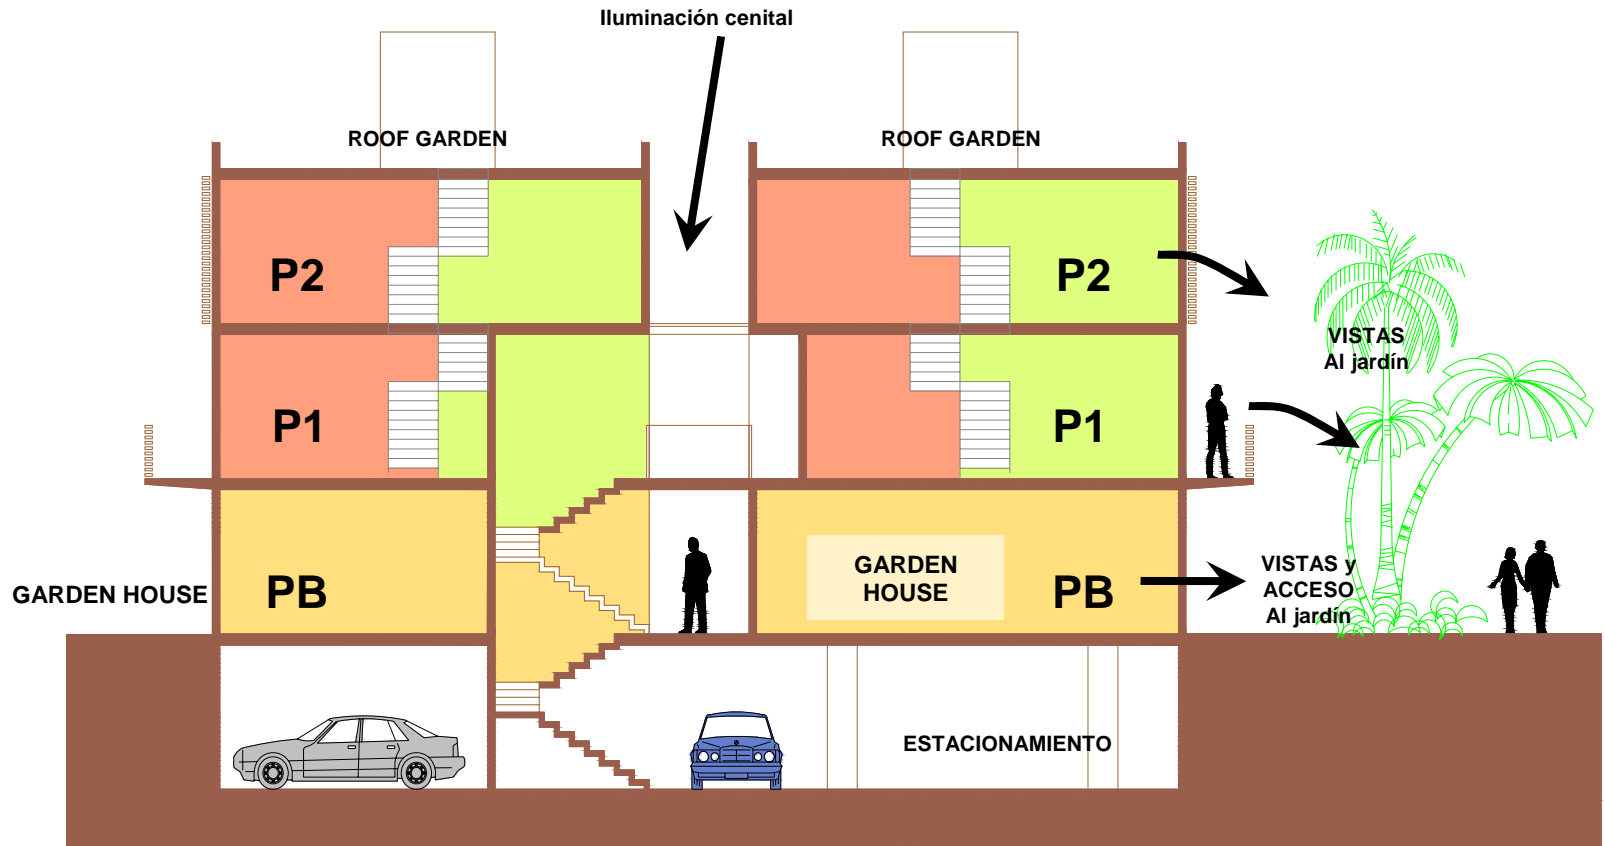 Iluminación cenital
ROOF GARDEN
ROOF GARDEN
P2
P2
VISTAS
Al jardín
P1
P1
GARDEN HOUSE
PB
GARDEN
HOUSE
PB
VISTAS y
ACCESO
Al jardín
ESTACIONAMIENTO